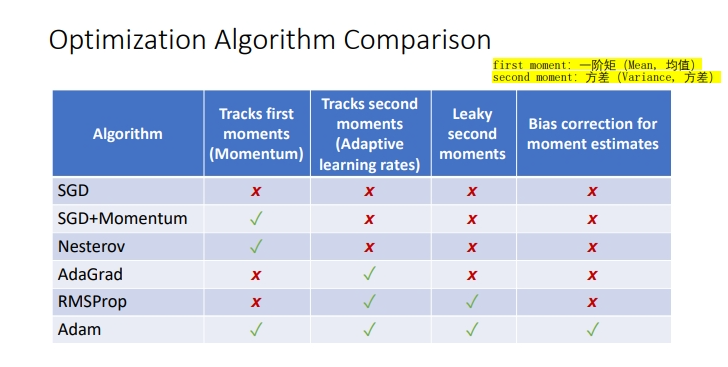 Optimization Algorithm Comparison
first moment: 一阶矩 (Mean, 均值)
second moment: 方差 (Variance, 方差)
Algorithm
Tracks first
moments
(Momentum)
Tracks second
moments
(Adaptive
learning rates)
Leaky
second
moments
Bias correction for
moment estimates
SGD x x x x
SGD+Momentum ✓ x x x
Nesterov ✓ x x x
AdaGrad x ✓ x x
RMSProp x ✓ ✓ x
Adam ✓ ✓ ✓ ✓